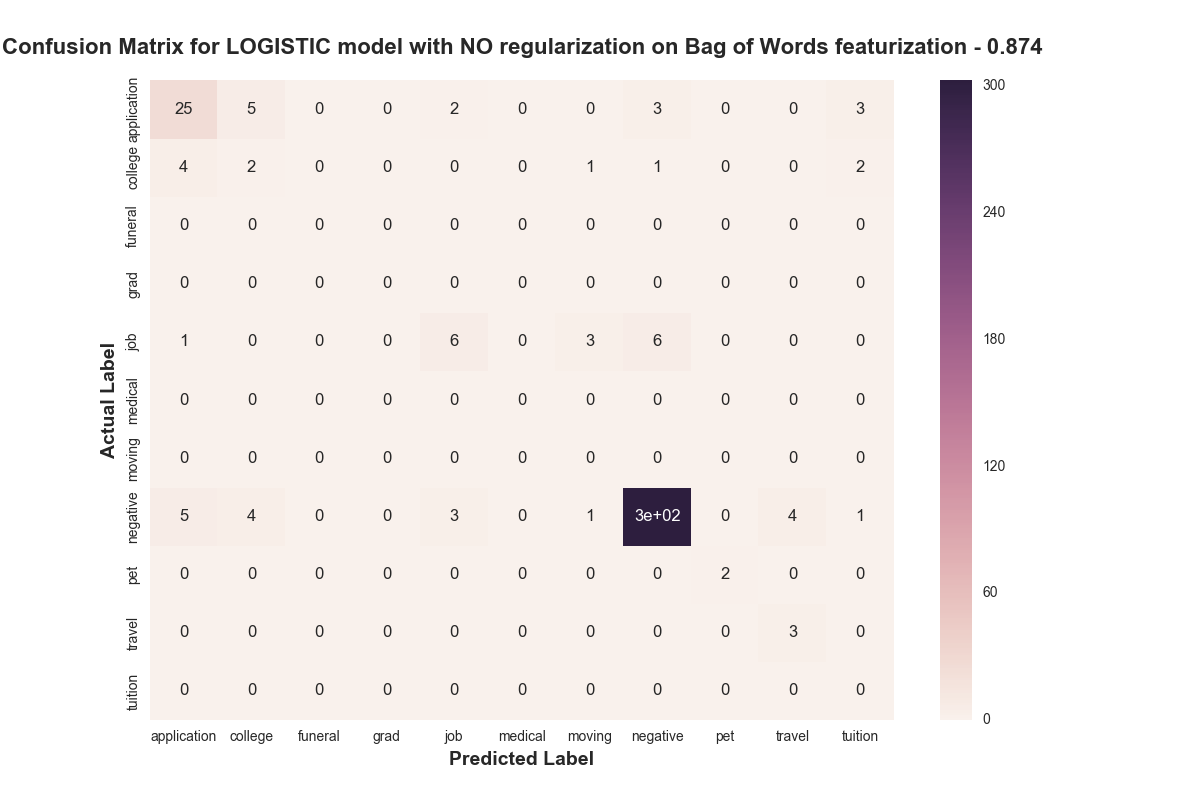 Confusion Matrix for LOGISTIC model with NO regularization on Bag of Words featurization - 0.874
Actual Label
application 25 5 0 0 2 0 0 3 0 0 3
college 4 2 0 0 0 0 1 1 0 0 2
funeral 0 0 0 0 0 0 0 0 0 0 0
grad 0 0 0 0 0 0 0 0 0 0 0
job 1 0 0 0 6 0 3 6 0 0 0
medical 0 0 0 0 0 0 0 0 0 0 0
moving 0 0 0 0 0 0 0 0 0 0 0
negative 5 4 0 0 3 0 1 3e+02 0 4 1
pet 0 0 0 0 0 0 0 0 2 0 0
travel 0 0 0 0 0 0 0 0 0 3 0
tuition 0 0 0 0 0 0 0 0 0 0 0
application college funeral grad job medical moving negative pet travel tuition
Predicted Label
300
240
180
120
60
0